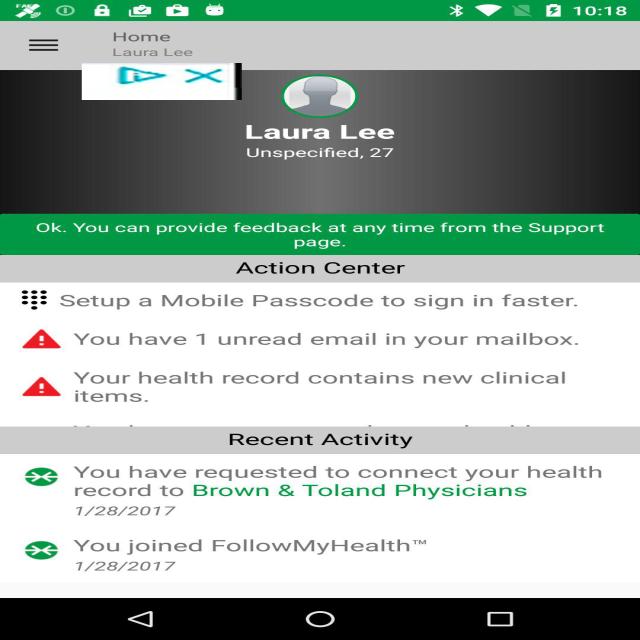 10:18
Home
Laura Lee
Laura Lee
Unspecified, 27
Ok. You can provide feedback at any time from the Support
page.
Action Center
Setup a Mobile Passcode to sign in faster.
You have 1 unread email in your mailbox.
Your health record contains new clinical
items.
Recent Activity
You have requested to connect your health
record to Brown & Toland Physicians
1/28/2017
You joined FollowMyHealth™
1/28/2017